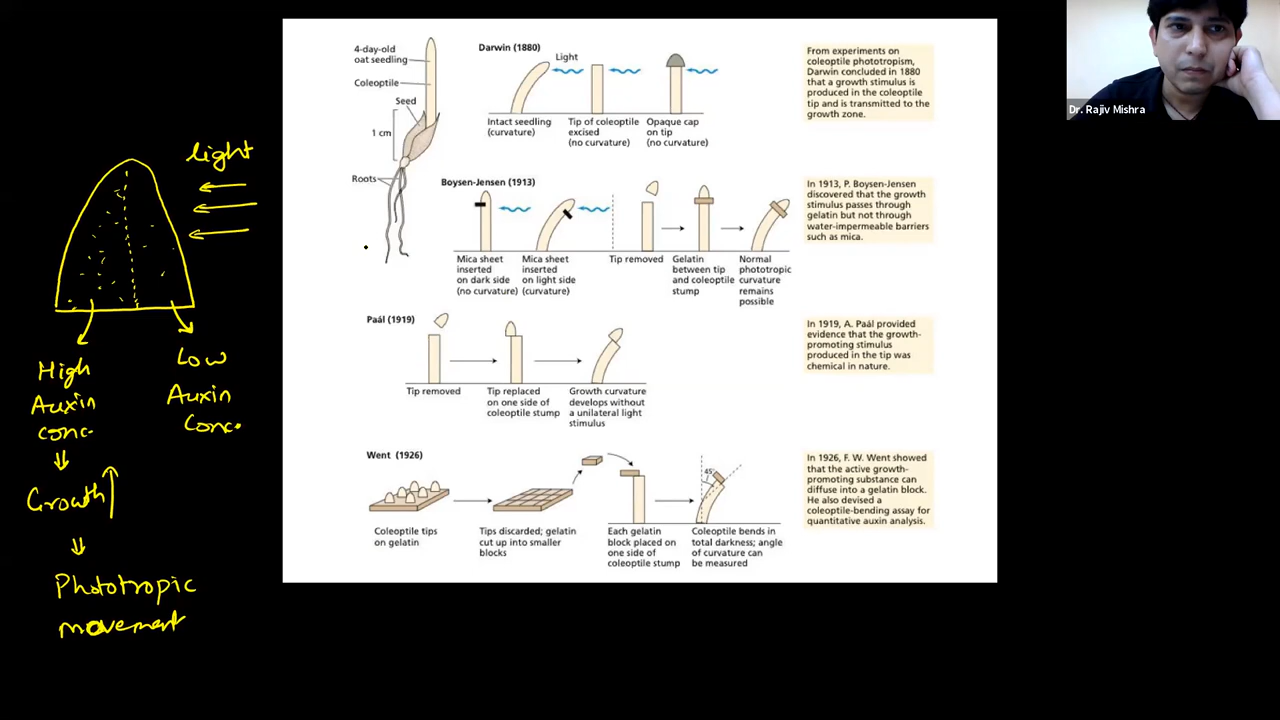 light
High
Auxin
conc.
Low
Auxin
Conc.
Growth
Phototropic
movement
4-day-old
oat seedling
Coleoptile
Seed
1 cm
Roots
Darwin (1880)
Light
Intact seedling
(curvature)
Tip of coleoptile
excised
(no curvature)
Opaque cap
on tip
(no curvature)
From experiments on
coleoptile phototropism,
Darwin concluded in 1880
that a growth stimulus is
produced in the coleoptile
tip and is transmitted to the
growth zone.
Boysen-Jensen (1913)
Mica sheet
inserted
on dark side
(no curvature)
Mica sheet
inserted
on light side
(curvature)
Tip removed
Gelatin
between tip
and coleoptile
stump
Normal
phototropic
curvature
remains
possible
In 1913, P. Boysen-Jensen
discovered that the growth
stimulus passes through
gelatin but not through
water-impermeable barriers
such as mica.
Paál (1919)
Tip removed
Tip replaced
on one side of
coleoptile stump
Growth curvature
develops without
a unilateral light
stimulus
In 1919, A. Paál provided
evidence that the growth-
promoting stimulus
produced in the tip was
chemical in nature.
Went (1926)
45°
Coleoptile tips
on gelatin
Tips discarded; gelatin
cut up into smaller
blocks
Each gelatin
block placed on
one side of
coleoptile stump
Coleoptile bends in
total darkness; angle
of curvature can
be measured
In 1926, F. W. Went showed
that the active growth-
promoting substance can
diffuse into a gelatin block.
He also devised a
coleoptile-bending assay for
quantitative auxin analysis.
Dr. Rajiv Mishra